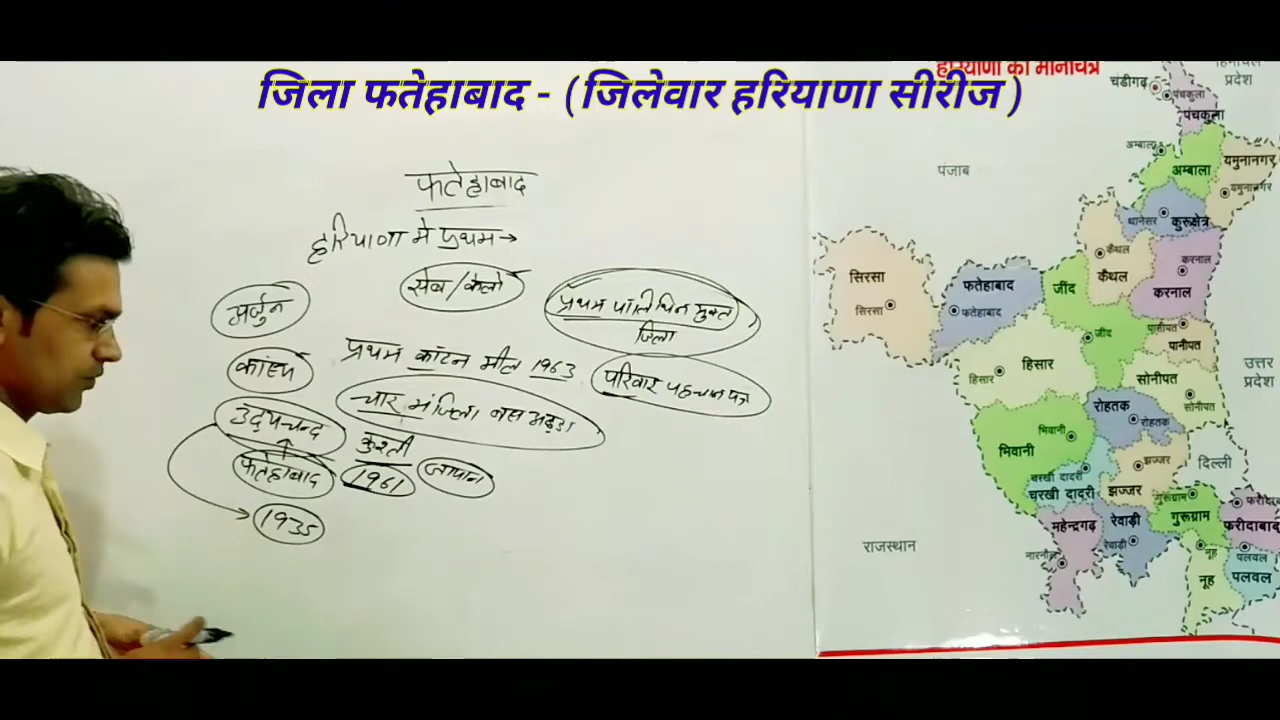 जिला फतेहाबाद - ( जिलेवार हरियाणा सीरीज )
फतेहाबाद
हरियाणा में प्रथम→
सेब/केलो
अर्जुन
प्रथम पॉलिथिन मुक्त
जिला
प्रथम कॉटन मील 1963
परिवार पहचान पत्र
चार मंजिला बस अड्डा
उदयचन्द
कुश्ती
फतेहाबाद
1961
जापान
1935
हरियाणा का मानचित्र
हिमाचल
प्रदेश
चंडीगढ़
पंचकुला
पंचकुला
पंजाब
अम्बाला
अम्बाला
यमुनानगर
यमुनानगर
थानेसर
कुरूक्षेत्र
कैथल
कैथल
करनाल
करनाल
सिरसा
सिरसा
फतेहाबाद
फतेहाबाद
जींद
जींद
पानीपत
पानीपत
हिसार
हिसार
सोनीपत
सोनीपत
उत्तर
प्रदेश
रोहतक
रोहतक
भिवानी
भिवानी
दिल्ली
चरखी दादरी
चरखी दादरी
झज्जर
झज्जर
गुरूग्राम
गुरूग्राम
महेन्द्रगढ़
रेवाड़ी
रेवाड़ी
फरीदाबाद
राजस्थान
नारनौल
नूह
नूह
पलवल
पलवल